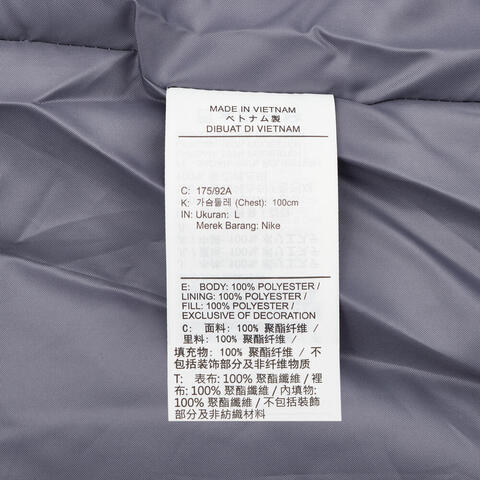 MADE IN VIETNAM
ベトナム製
DIBUAT DI VIETNAM
C: 175/92A
K: 가슴둘레 (Chest): 100cm
IN: Ukuran: L
Merek Barang: Nike
E: BODY: 100% POLYESTER /
LINING: 100% POLYESTER /
FILL: 100% POLYESTER /
EXCLUSIVE OF DECORATION
C: 面料: 100% 聚酯纤维 /
里料: 100% 聚酯纤维 /
填充物: 100% 聚酯纤维 / 不
包括装饰部分及非纤维物质
T: 表布: 100% 聚酯纖維 / 裡
布: 100% 聚酯纖維 / 內填物:
100% 聚酯纖維 / 不包括裝飾
部分及非紡織材料